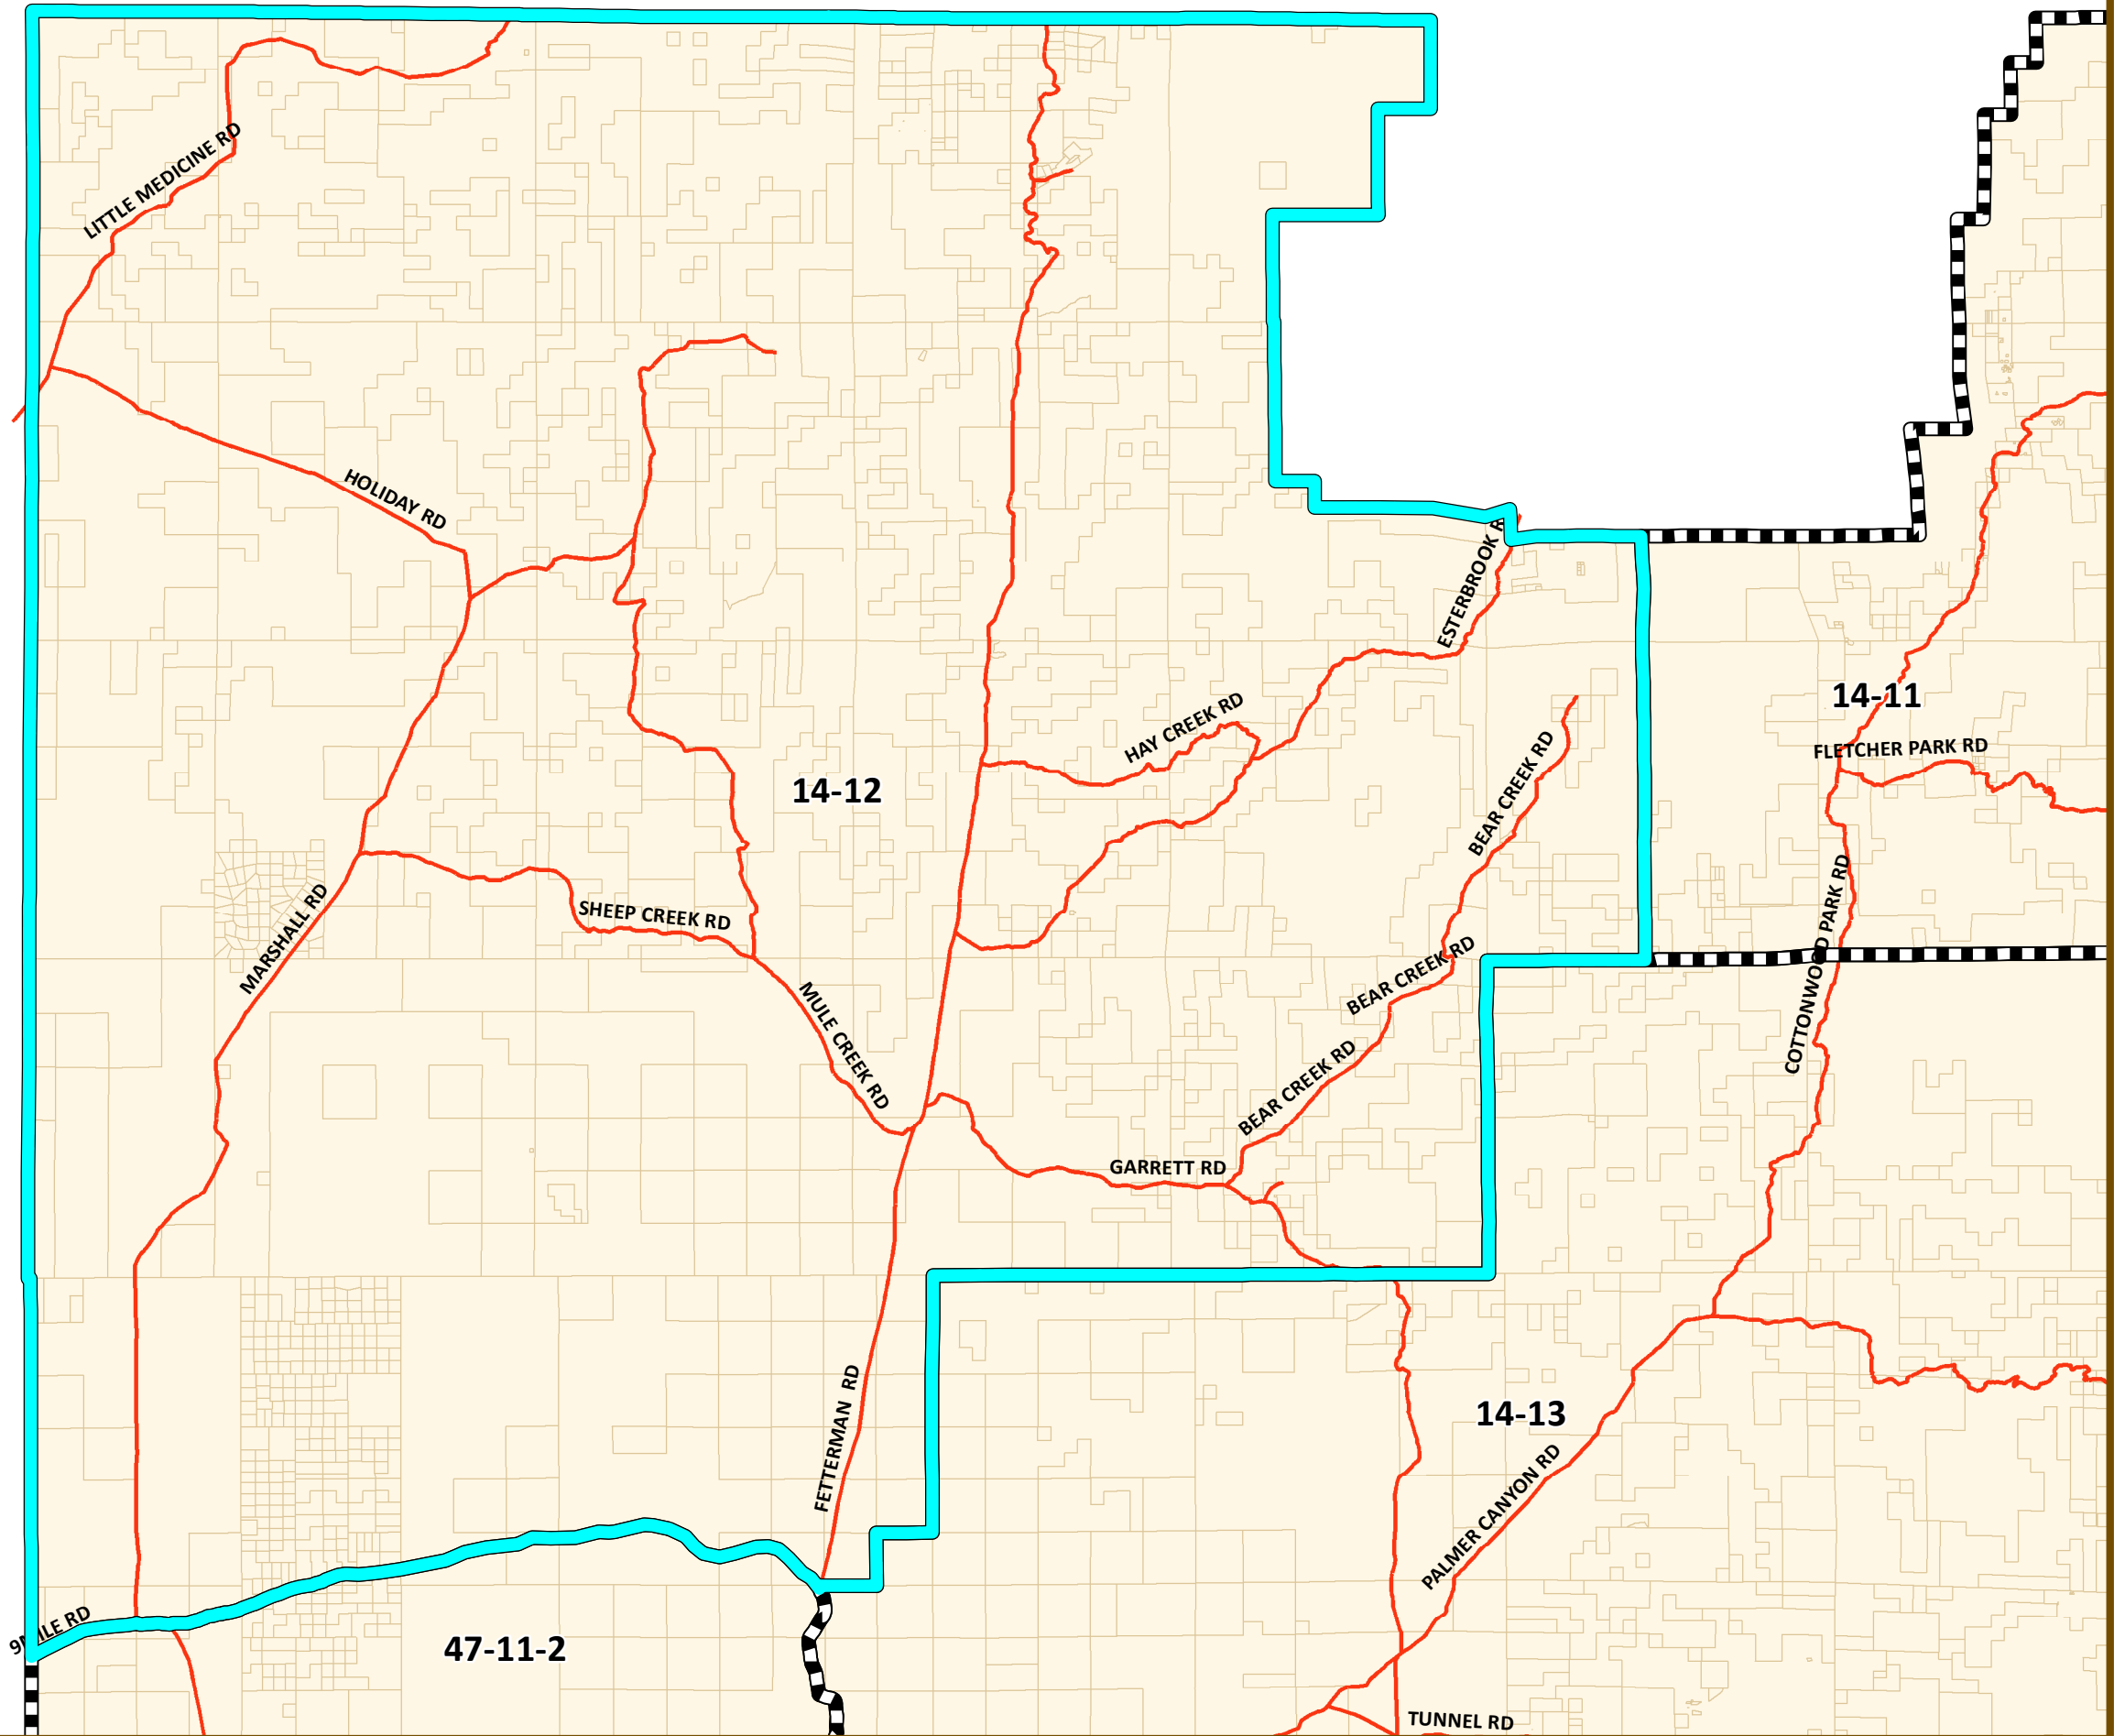 LITTLE MEDICINE RD
HOLIDAY RD
ESTERBROOK R
14-11
HAY CREEK RD
FLETCHER PARK RD
14-12
BEAR CREEK RD
SHEEP CREEK RD
MARSHALL RD
COTTONWOOD PARK RD
BEAR CREEK RD
MULE CREEK RD
BEAR CREEK RD
GARRETT RD
14-13
FETTERMAN RD
PALMER CANYON RD
9MILE RD
47-11-2
TUNNEL RD